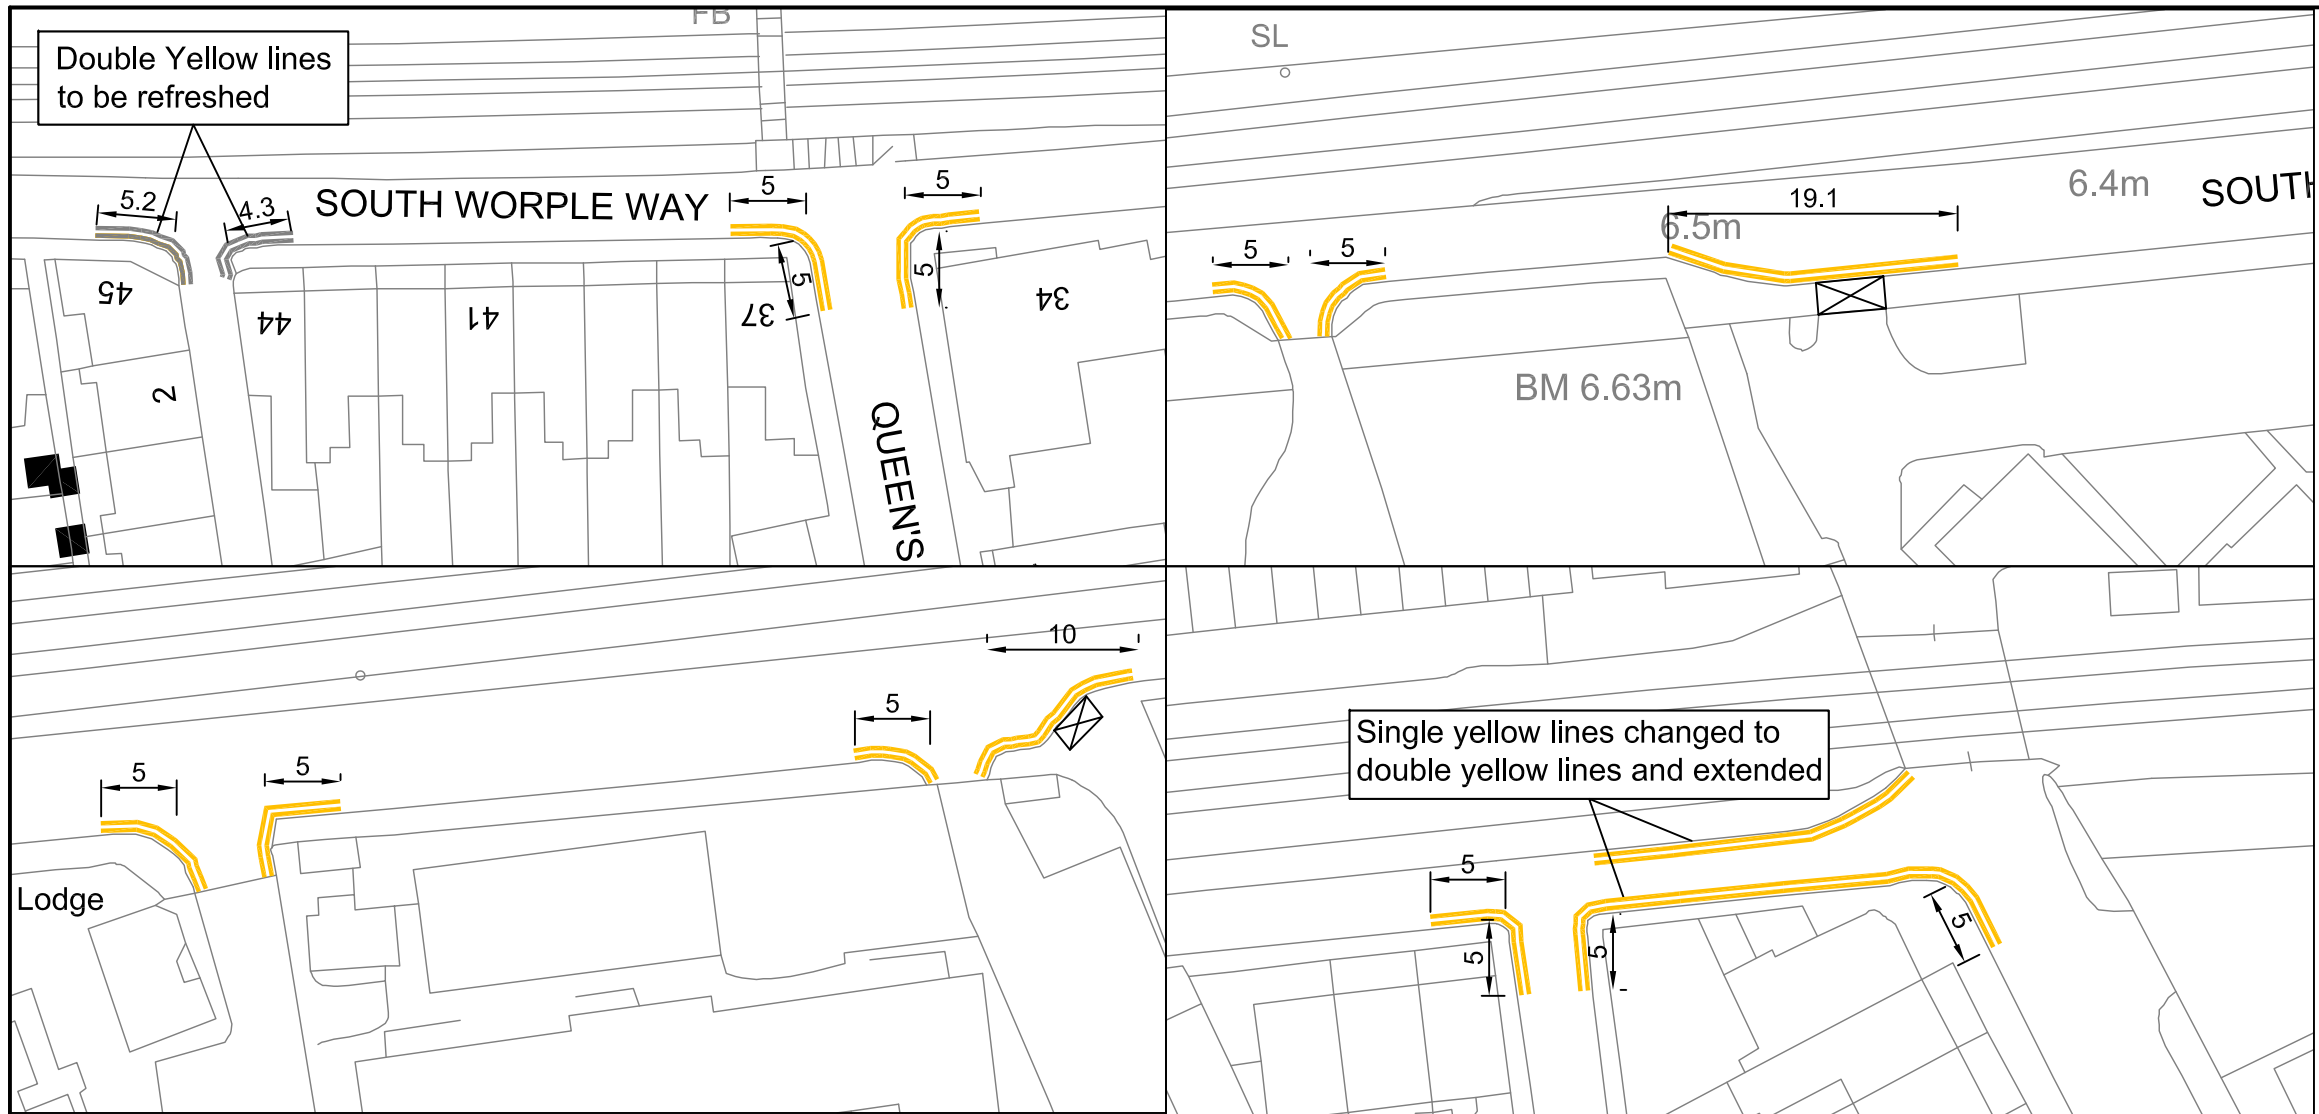 FB
Double Yellow lines
to be refreshed
5.2
4.3
SOUTH WORPLE WAY
5
5
5
5
45
44
41
37
34
2
QUEEN'S
SL
6.4m
SOUTH
19.1
6.5m
5
5
BM 6.63m
10
5
5
5
Lodge
Single yellow lines changed to
double yellow lines and extended
5
5
5
5